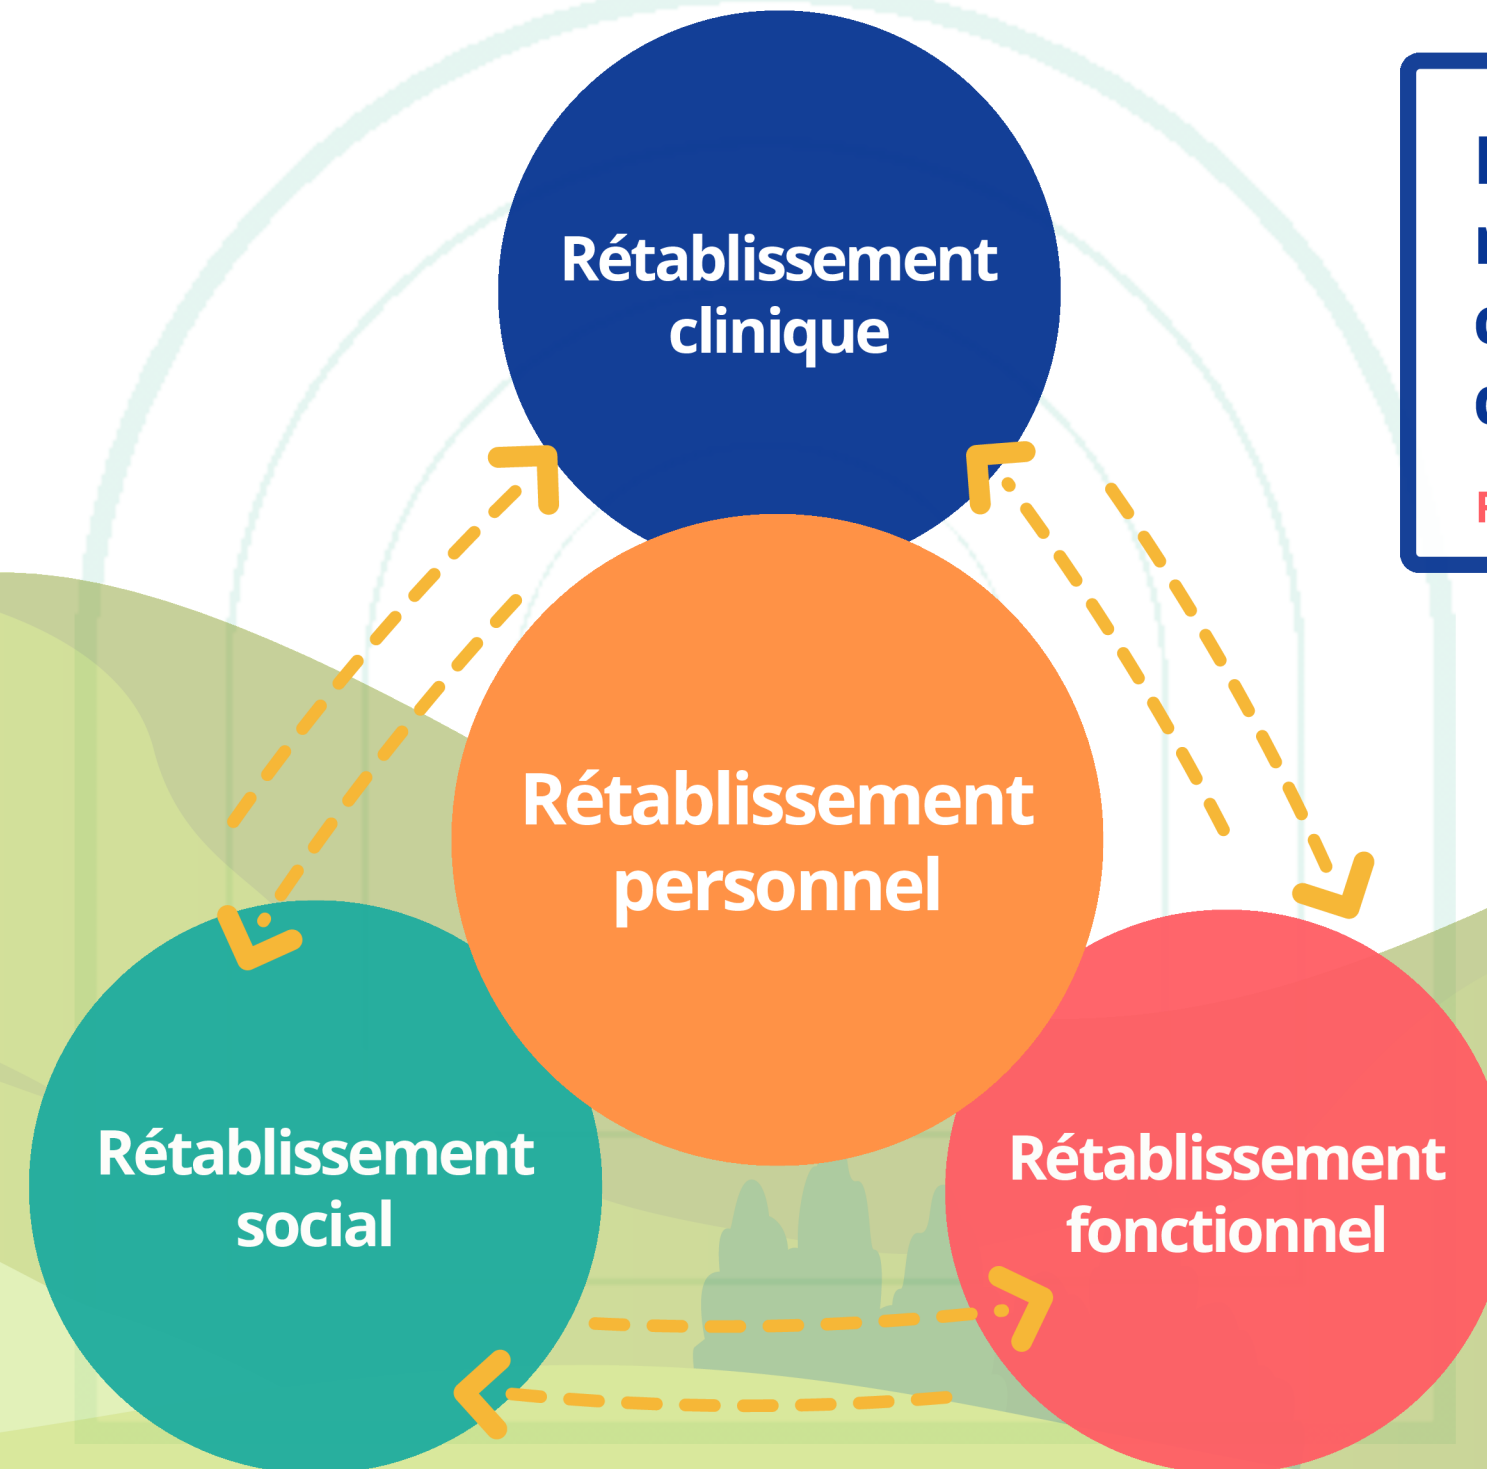 Rétablissement
clinique
Rétablissement
personnel
Rétablissement
social
Rétablissement
fonctionnel